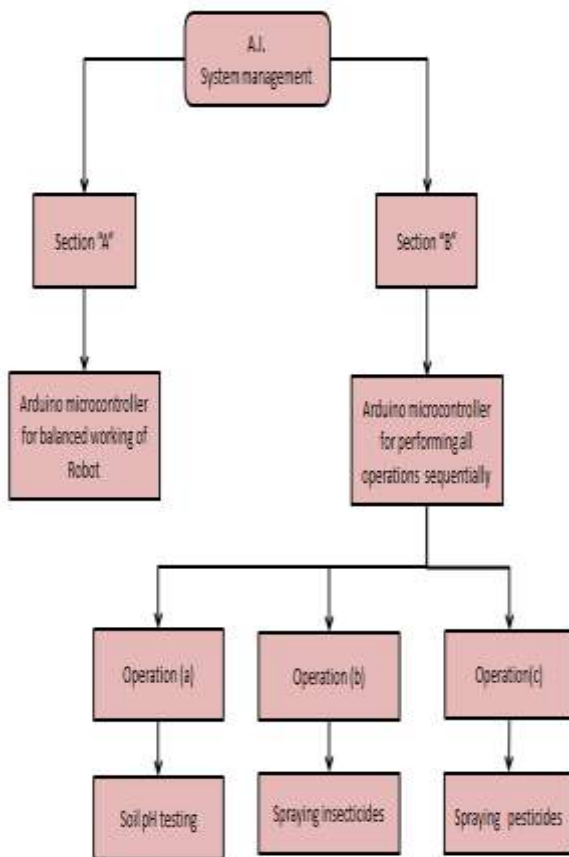 A.I.
System management
Section "A"
Section "B"
Arduino microcontroller
for balanced working of
Robot
Arduino microcontroller
for performing all
operations sequentially
Operation (a)
Operation (b)
Operation(c)
Soil pH testing
Spraying insecticides
Spraying pesticides